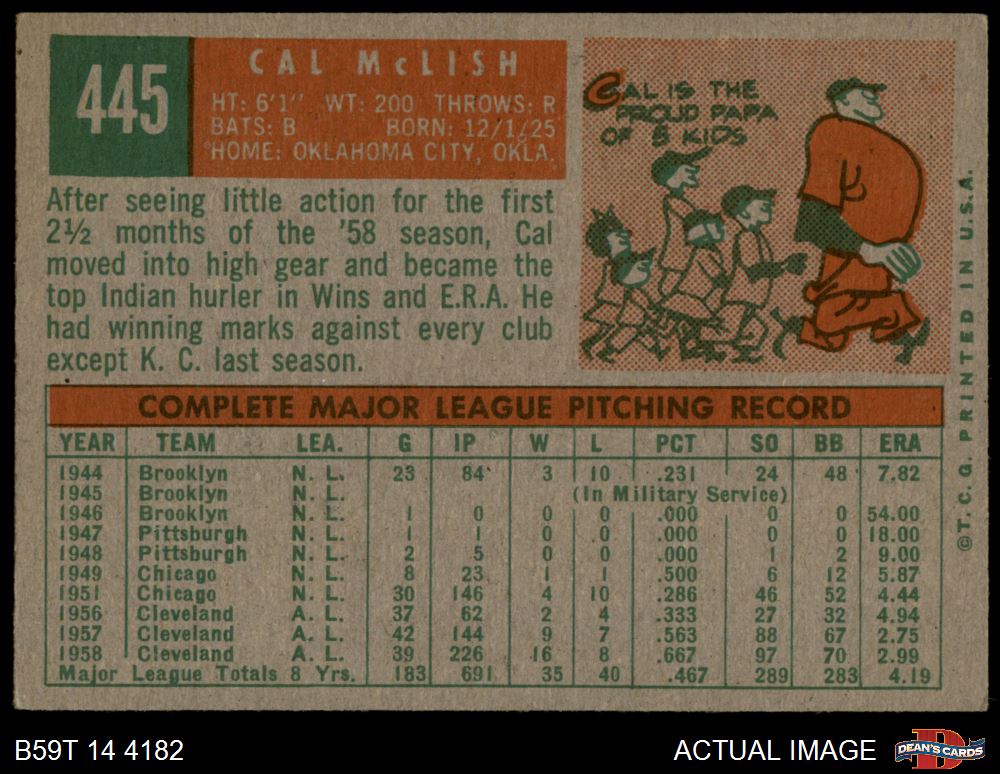 445
CAL McLISH
HT: 6'1" WT: 200 THROWS: R
BATS: B BORN: 12/1/25
HOME: OKLAHOMA CITY, OKLA.
CAL IS THE
PROUD PAPA
OF 5 KIDS
After seeing little action for the first
2½ months of the '58 season, Cal
moved into high gear and became the
top Indian hurler in Wins and E.R.A. He
had winning marks against every club
except K. C. last season.
©T.C.G. PRINTED IN U.S.A.
COMPLETE MAJOR LEAGUE PITCHING RECORD
YEAR TEAM LEA. G IP W L PCT SO BB ERA
1944 Brooklyn N. L. 23 84 3 10 .231 24 48 7.82
1945 Brooklyn N. L. (In Military Service)
1946 Brooklyn N. L. 1 0 0 0 .000 0 0 54.00
1947 Pittsburgh N. L. 1 1 0 0 .000 0 0 18.00
1948 Pittsburgh N. L. 2 5 0 0 .000 1 2 9.00
1949 Chicago N. L. 8 23 1 1 .500 6 12 5.87
1951 Chicago N. L. 30 146 4 10 .286 46 52 4.44
1956 Cleveland A. L. 37 62 2 4 .333 27 32 4.94
1957 Cleveland A. L. 42 144 9 7 .563 88 67 2.75
1958 Cleveland A. L. 39 226 16 8 .667 97 70 2.99
Major League Totals 8 Yrs. 183 691 35 40 .467 289 283 4.19
B59T 14 4182
ACTUAL IMAGE
D
DEAN'S CARDS